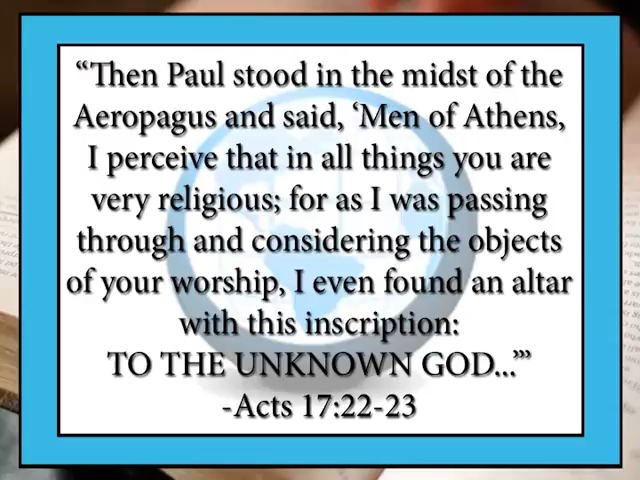 “Then Paul stood in the midst of the
Aeropagus and said, ‘Men of Athens,
I perceive that in all things you are
very religious; for as I was passing
through and considering the objects
of your worship, I even found an altar
with this inscription:
TO THE UNKNOWN GOD...’”
-Acts 17:22-23